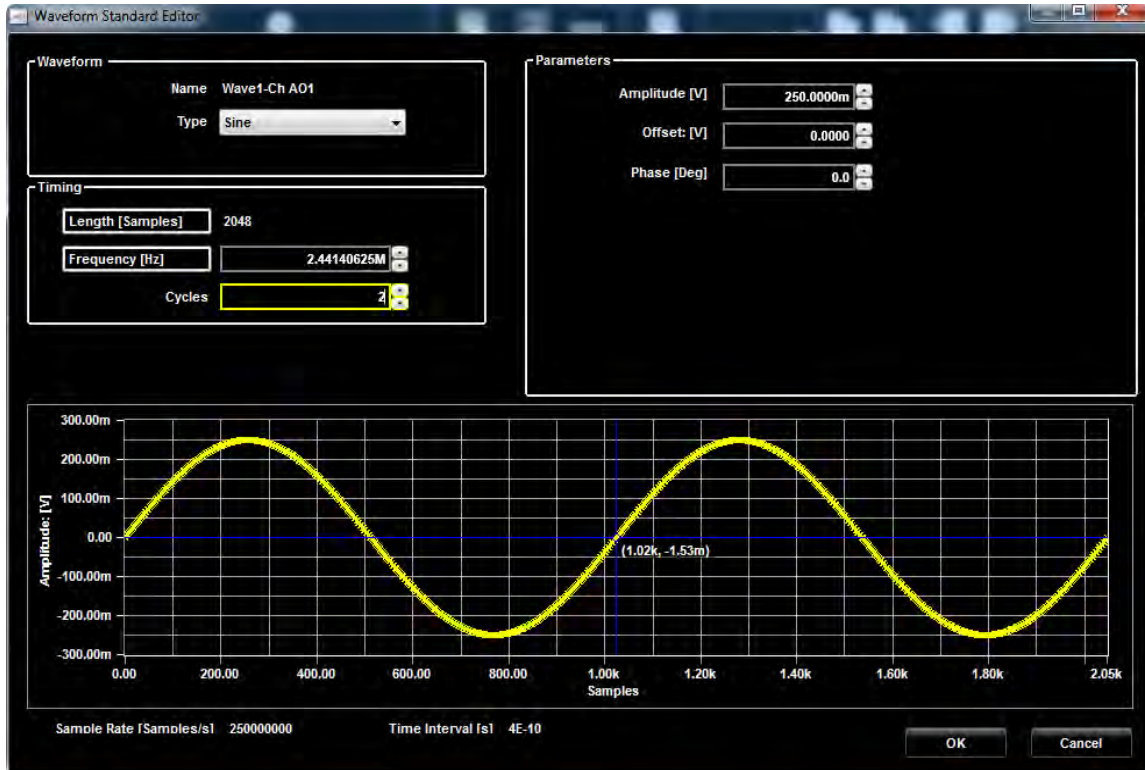 Waveform Standard Editor
Waveform
Name Wave1-Ch AO1
Type Sine
Timing
Length [Samples] 2048
Frequency [Hz] 2.44140625M
Cycles 2
Parameters
Amplitude [V] 250.0000m
Offset: [V] 0.0000
Phase [Deg] 0.0
Amplitude: [V]
300.00m
200.00m
100.00m
0.00
-100.00m
-200.00m
-300.00m
(1.02k, -1.53m)
0.00 200.00 400.00 600.00 800.00 1.00k 1.20k 1.40k 1.60k 1.80k 2.05k
Samples
Sample Rate [Samples/s] 250000000 Time Interval [s] 4E-10
OK Cancel